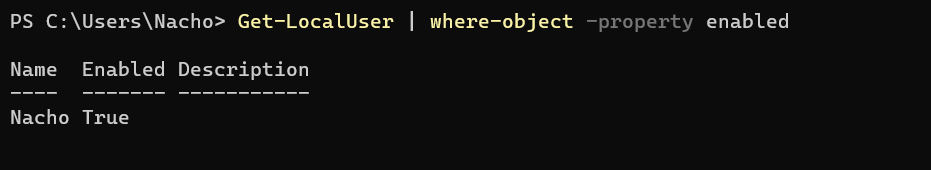 PS C:\Users\Nacho> Get-LocalUser | where-object -property enabled
Name  Enabled Description
----  ------- -----------
Nacho True